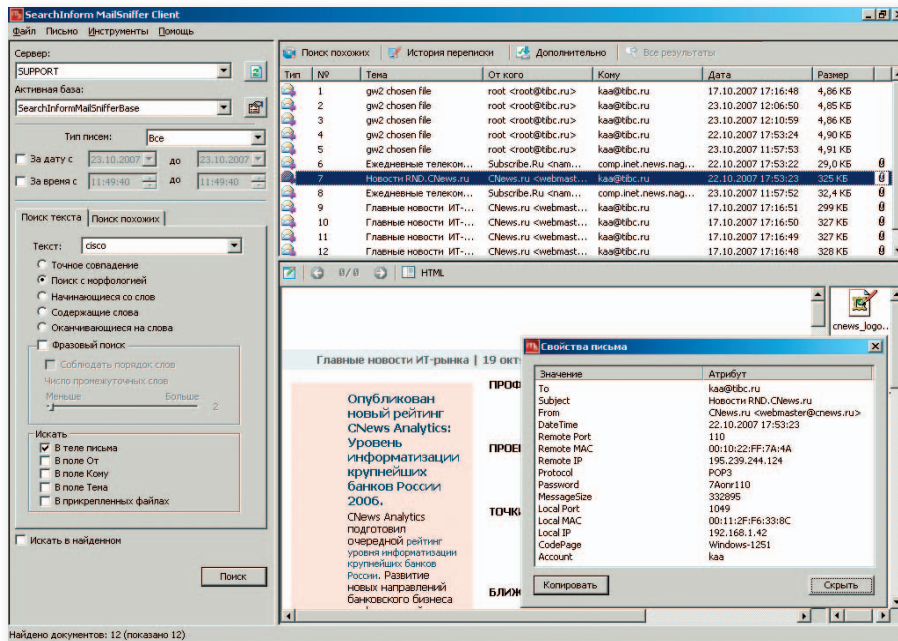 SearchInform MailSniffer Client
Файл Письмо Инструменты Помощь
Сервер:
SUPPORT
Активная база:
SearchInformMailSnifferBase
Тип писем: Все
За дату с 23.10.2007 до 23.10.2007
За время с 11:49:40 до 11:49:40
Поиск текста Поиск похожих
Текст: cisco
Точное совпадение
Поиск с морфологией
Начинающиеся со слов
Содержащие слова
Оканчивающиеся на слова
Фразовый поиск
Соблюдать порядок слов
Число промежуточных слов
Меньше Больше
2
Искать
В теле письма
В поле От
В поле Кому
В поле Тема
В прикрепленных файлах
Искать в найденном
Поиск
Поиск похожих История переписки Дополнительно Все результаты
Тип № Тема От кого Кому Дата Размер
1 gw2 chosen file root <root@tibc.ru> kaa@tibc.ru 17.10.2007 11:16:48 4,86 КБ
2 gw2 chosen file root <root@tibc.ru> kaa@tibc.ru 23.10.2007 12:06:50 4,85 КБ
3 gw2 chosen file root <root@tibc.ru> kaa@tibc.ru 23.10.2007 12:10:59 4,86 КБ
4 gw2 chosen file root <root@tibc.ru> kaa@tibc.ru 22.10.2007 17:53:24 4,90 КБ
5 gw2 chosen file root <root@tibc.ru> kaa@tibc.ru 23.10.2007 11:57:53 4,91 КБ
6 Ежедневные телеком... Subscribe.Ru <nam... comp.inet.news.nag... 22.10.2007 17:53:22 29,0 КБ
7 Новости RND.CNews.ru CNews.ru <webmast... kaa@tibc.ru 22.10.2007 17:53:23 325 КБ
8 Ежедневные телеком... Subscribe.Ru <nam... comp.inet.news.nag... 23.10.2007 11:57:52 32,4 КБ
9 Главные новости ИТ-... CNews.ru <webmast... kaa@tibc.ru 17.10.2007 11:16:51 299 КБ
10 Главные новости ИТ-... CNews.ru <webmast... kaa@tibc.ru 17.10.2007 11:16:50 327 КБ
11 Главные новости ИТ-... CNews.ru <webmast... kaa@tibc.ru 17.10.2007 11:16:49 327 КБ
12 Главные новости ИТ-... CNews.ru <webmast... kaa@tibc.ru 17.10.2007 11:16:48 328 КБ
0/0 HTML
cnews_logo..
Главные новости ИТ-рынка | 19 окт
Опубликован
новый рейтинг
CNews Analytics:
Уровень
информатизации
крупнейших
банков России
2006.
CNews Analytics
подготовил
очередной рейтинг
уровня информатизации
крупнейших банков
России. Развитие
новых направлений
банковского бизнеса
ПРОФ
ПРОЕ
ТОЧК
БЛИЖ
Свойства письма
Значение Атрибут
To kaa@tibc.ru
Subject Новости RND.CNews.ru
From CNews.ru <webmaster@cnews.ru>
DateTime 22.10.2007 17:53:23
Remote Port 110
Remote MAC 00:10:22:FF:7A:4A
Remote IP 195.239.244.124
Protocol POP3
Password 7Aonr110
MessageSize 332895
Local Port 1049
Local MAC 00:11:2F:F6:33:8C
Local IP 192.168.1.42
CodePage Windows-1251
Account kaa
Копировать Скрыть
Найдено документов: 12 (показано 12)